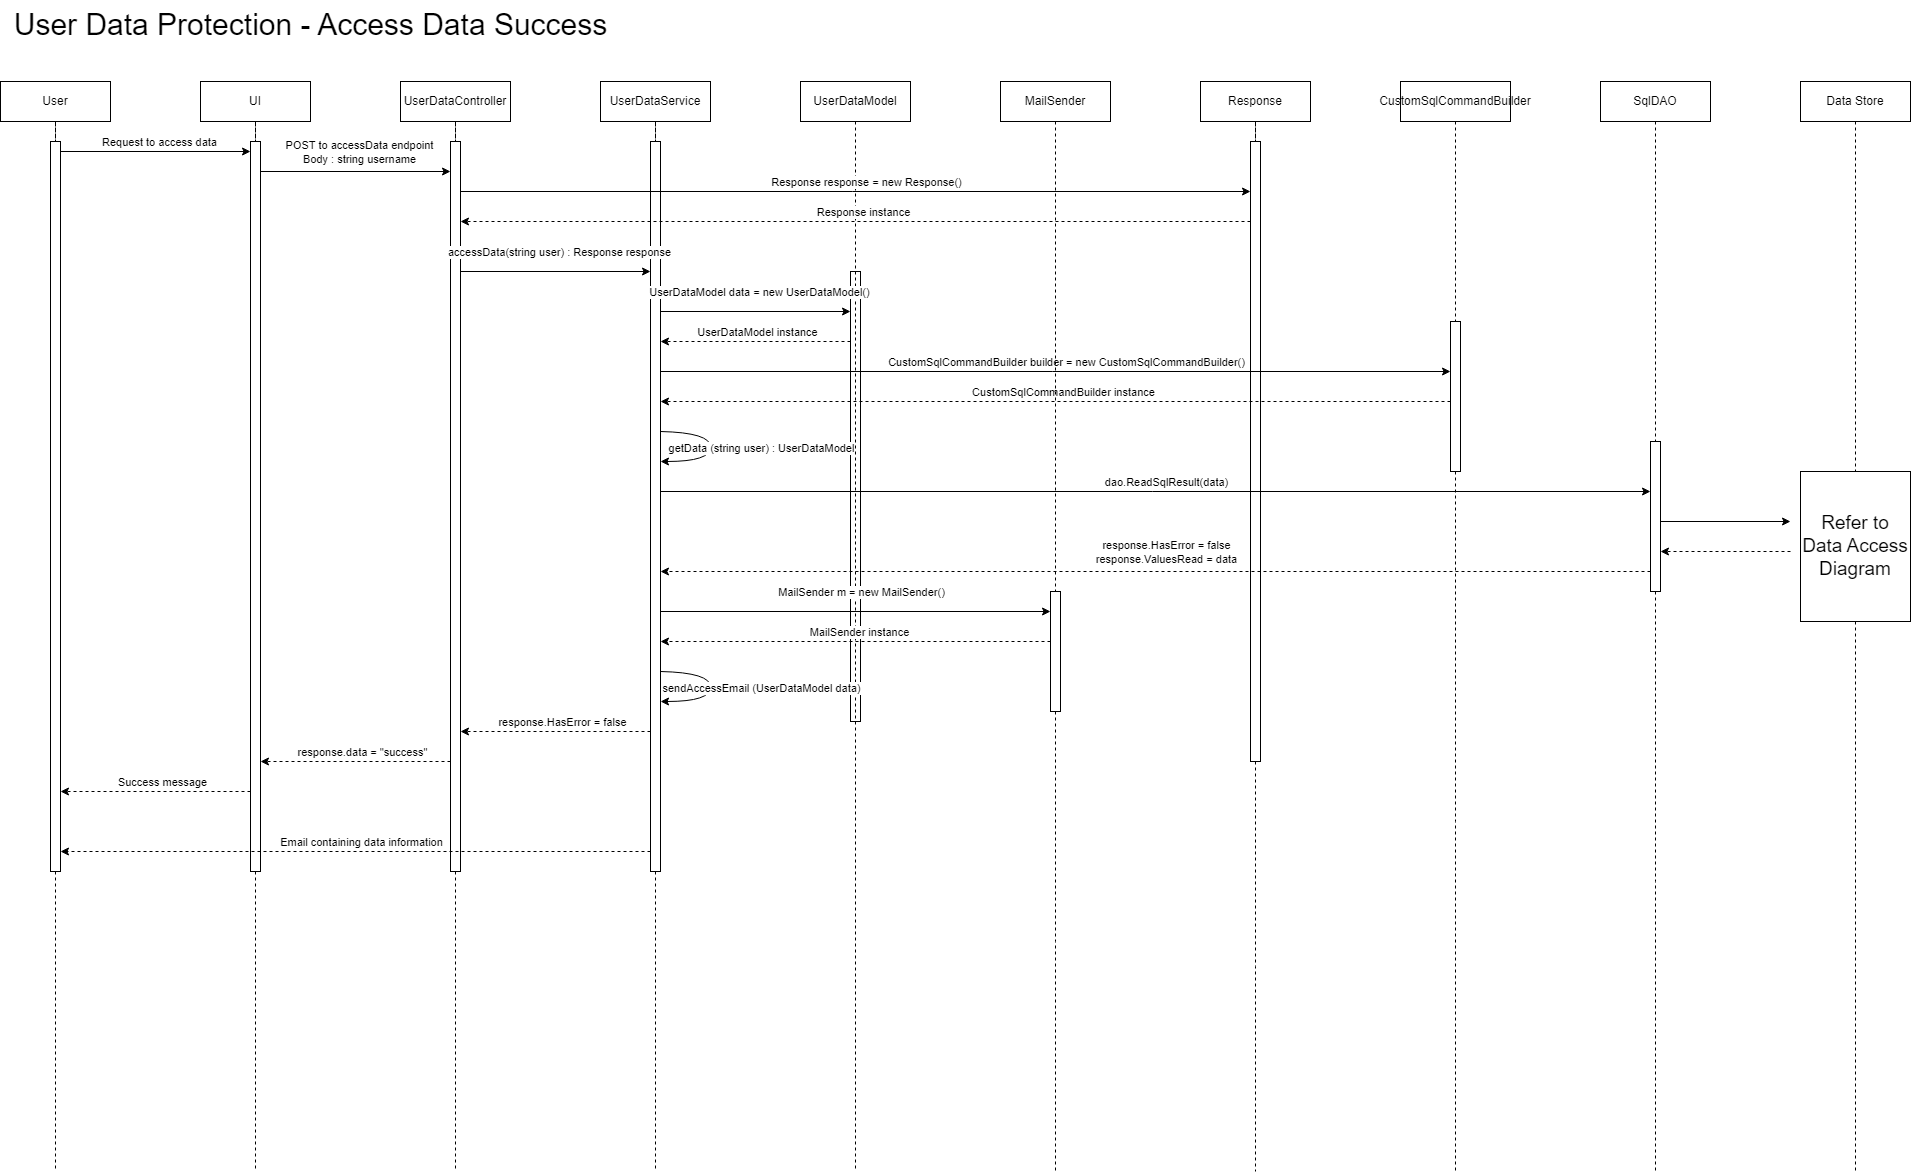 User Data Protection - Access Data Success
User
UI
UserDataController
UserDataService
UserDataModel
MailSender
Response
CustomSqlCommandBuilder
SqlDAO
Data Store
Request to access data
POST to accessData endpoint
Body : string username
Response response = new Response()
Response instance
accessData(string user) : Response response
UserDataModel data = new UserDataModel()
UserDataModel instance
CustomSqlCommandBuilder builder = new CustomSqlCommandBuilder()
CustomSqlCommandBuilder instance
getData (string user) : UserDataModel
dao.ReadSqlResult(data)
Refer to
Data Access
Diagram
response.HasError = false
response.ValuesRead = data
MailSender m = new MailSender()
MailSender instance
sendAccessEmail (UserDataModel data)
response.HasError = false
response.data = "success"
Success message
Email containing data information